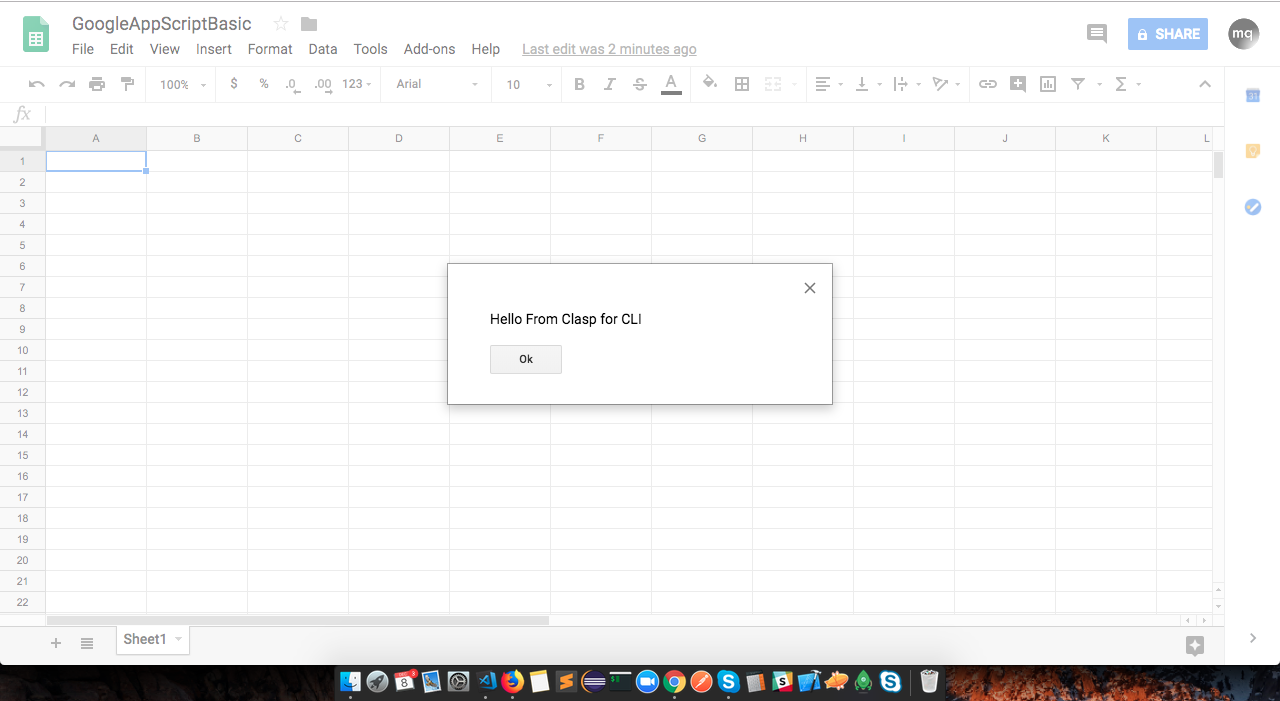 GoogleAppScriptBasic
File Edit View Insert Format Data Tools Add-ons Help Last edit was 2 minutes ago
SHARE
mq
100% $ % .0 .00 123 Arial 10 B I S A
31
fx
A B C D E F G H I J K L
1
2
3
4
5
6
7
8
9
10
11
12
13
14
15
16
17
18
19
20
21
22
Hello From Clasp for CLI
Ok
Sheet1
8
3